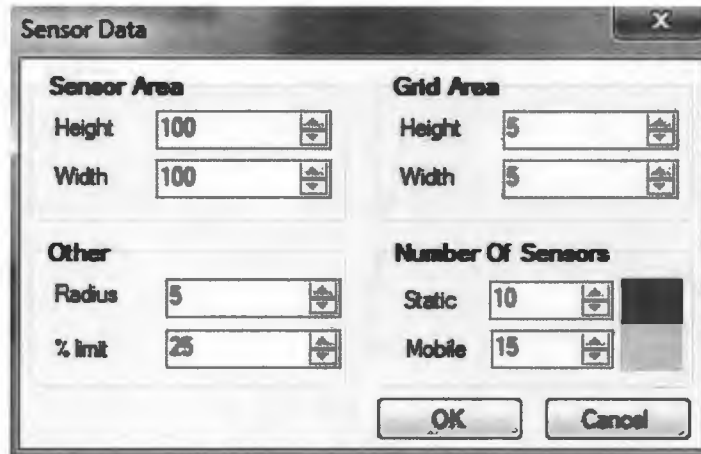 Sensor Data
x
Sensor Area
Height 100
Width 100
Grid Area
Height 5
Width 5
Other
Radius 5
% limit 25
Number Of Sensors
Static 10
Mobile 15
OK
Cancel